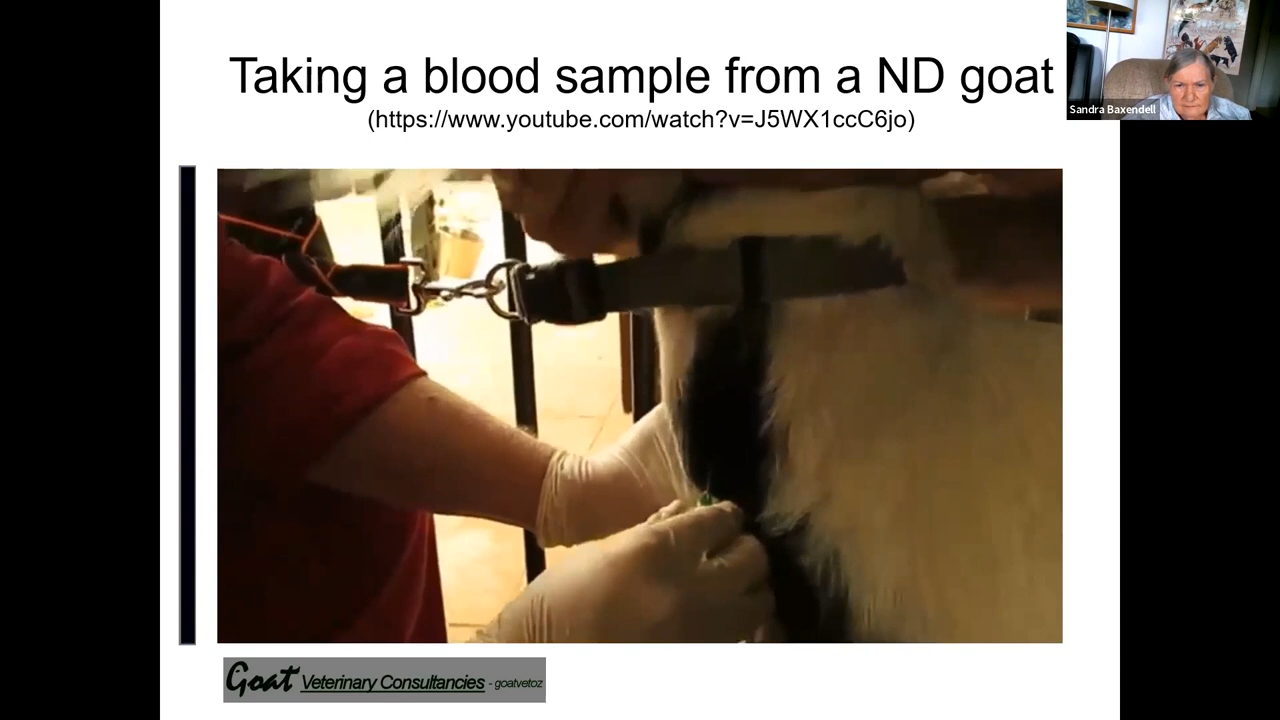 Taking a blood sample from a ND goat
(https://www.youtube.com/watch?v=J5WX1ccC6jo)
Sandra Baxendell
Goat Veterinary Consultancies - goatvetoz